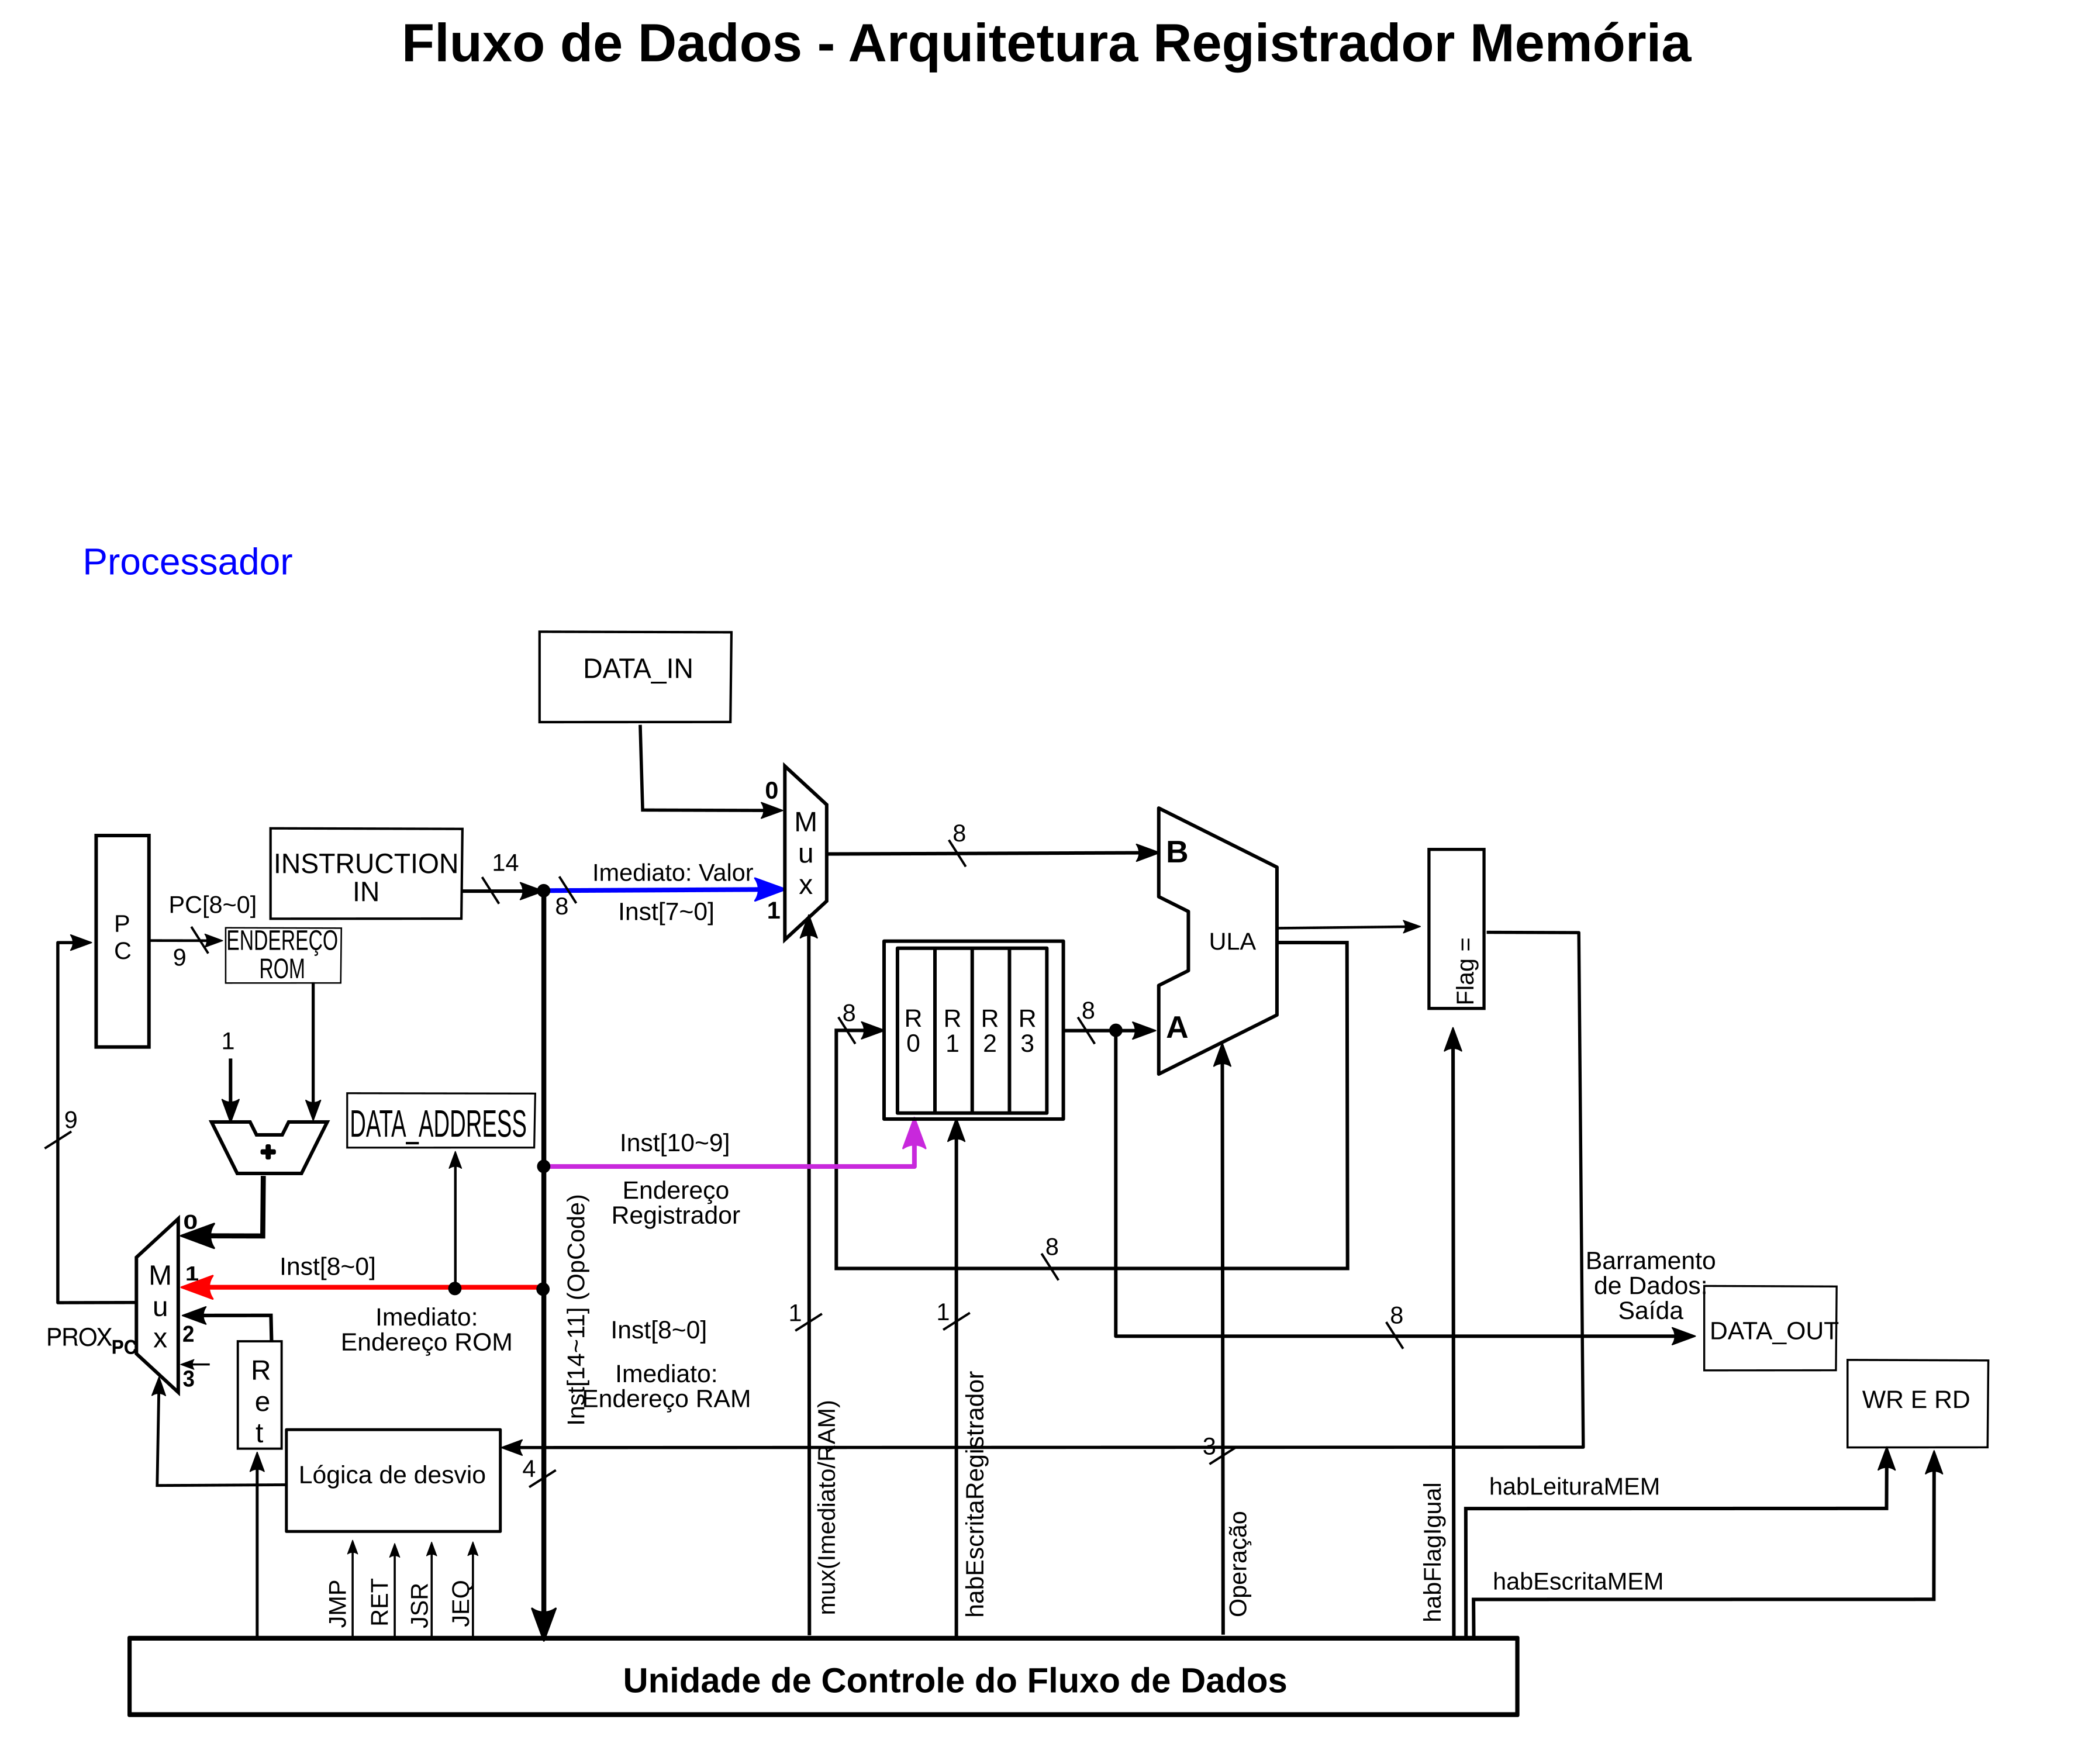 Fluxo de Dados - Arquitetura Registrador Memória
Processador
DATA_IN
0
M
u
x
1
8
B
INSTRUCTION
IN
14
8
Imediato: Valor
Inst[7~0]
P
C
PC[8~0]
9
ENDEREÇO
ROM
ULA
A
Flag =
8
R
0
R
1
R
2
R
3
8
1
9
+
DATA_ADDRESS
Inst[10~9]
Endereço
Registrador
0
1
2
3
M
u
x
PROX
PC
Inst[8~0]
Imediato:
Endereço ROM
R
e
t
Inst[14~11] (OpCode)
Inst[8~0]
Imediato:
Endereço RAM
8
1
1
8
Barramento
de Dados:
Saída
DATA_OUT
WR E RD
Lógica de desvio
4
3
mux(Imediato/RAM)
habEscritaRegistrador
Operação
habFlagIgual
habLeituraMEM
habEscritaMEM
JMP
RET
JSR
JEQ
Unidade de Controle do Fluxo de Dados